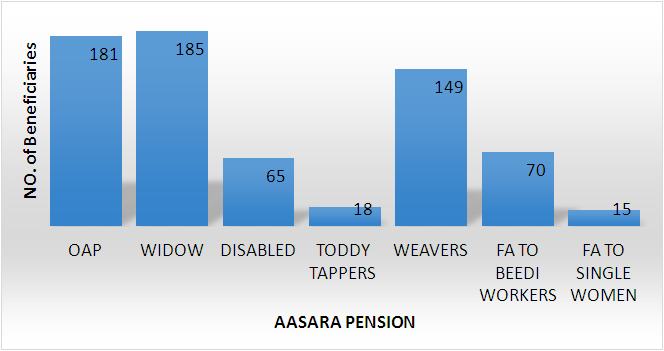 NO. of Beneficiaries
181
185
65
18
149
70
15
OAP
WIDOW
DISABLED
TODDY
TAPPERS
WEAVERS
FA TO
BEEDI
WORKERS
FA TO
SINGLE
WOMEN
AASARA PENSION